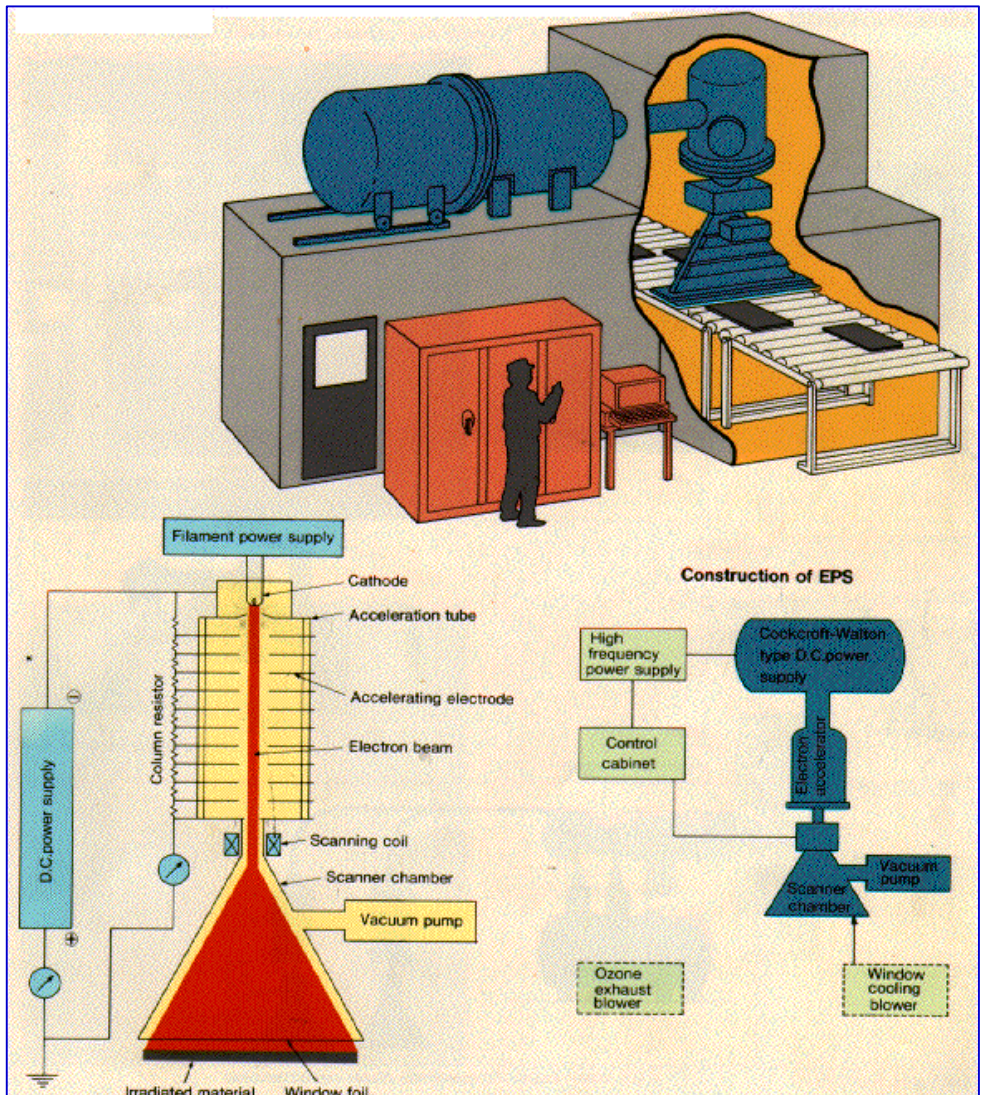 Filament power supply
Cathode
Acceleration tube
Accelerating electrode
Electron beam
Column resistor
D.C.power supply
Scanning coil
Scanner chamber
Vacuum pump
Irradiated material
Window foil
Construction of EPS
High
frequency
power supply
Cockcroft-Walton
type D.C.power
supply
Control
cabinet
Electron
accelerator
Vacuum
pump
Scanner
chamber
Ozone
exhaust
blower
Window
cooling
blower